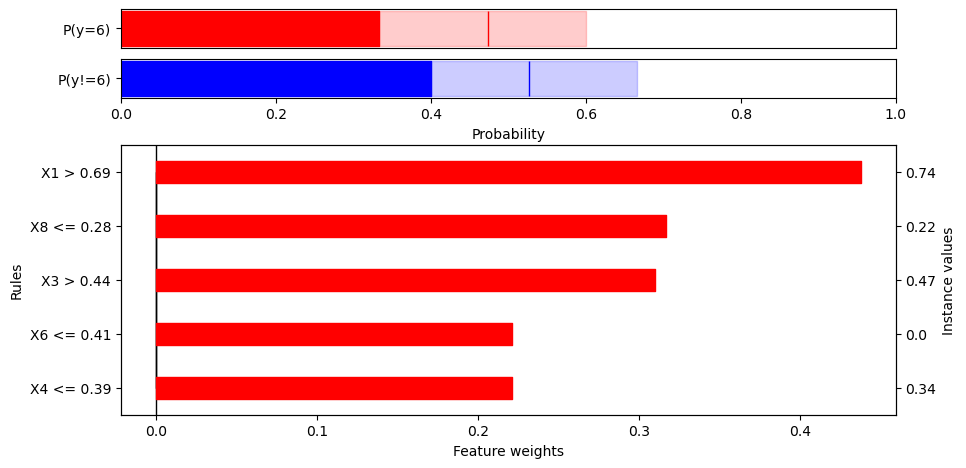 P(y=6)
P(y!=6)
0.0 0.2 0.4 0.6 0.8 1.0
Probability
X1 > 0.69 0.74
X8 <= 0.28 0.22
X3 > 0.44 0.47
X6 <= 0.41 0.0
X4 <= 0.39 0.34
Rules
Instance values
0.0 0.1 0.2 0.3 0.4
Feature weights